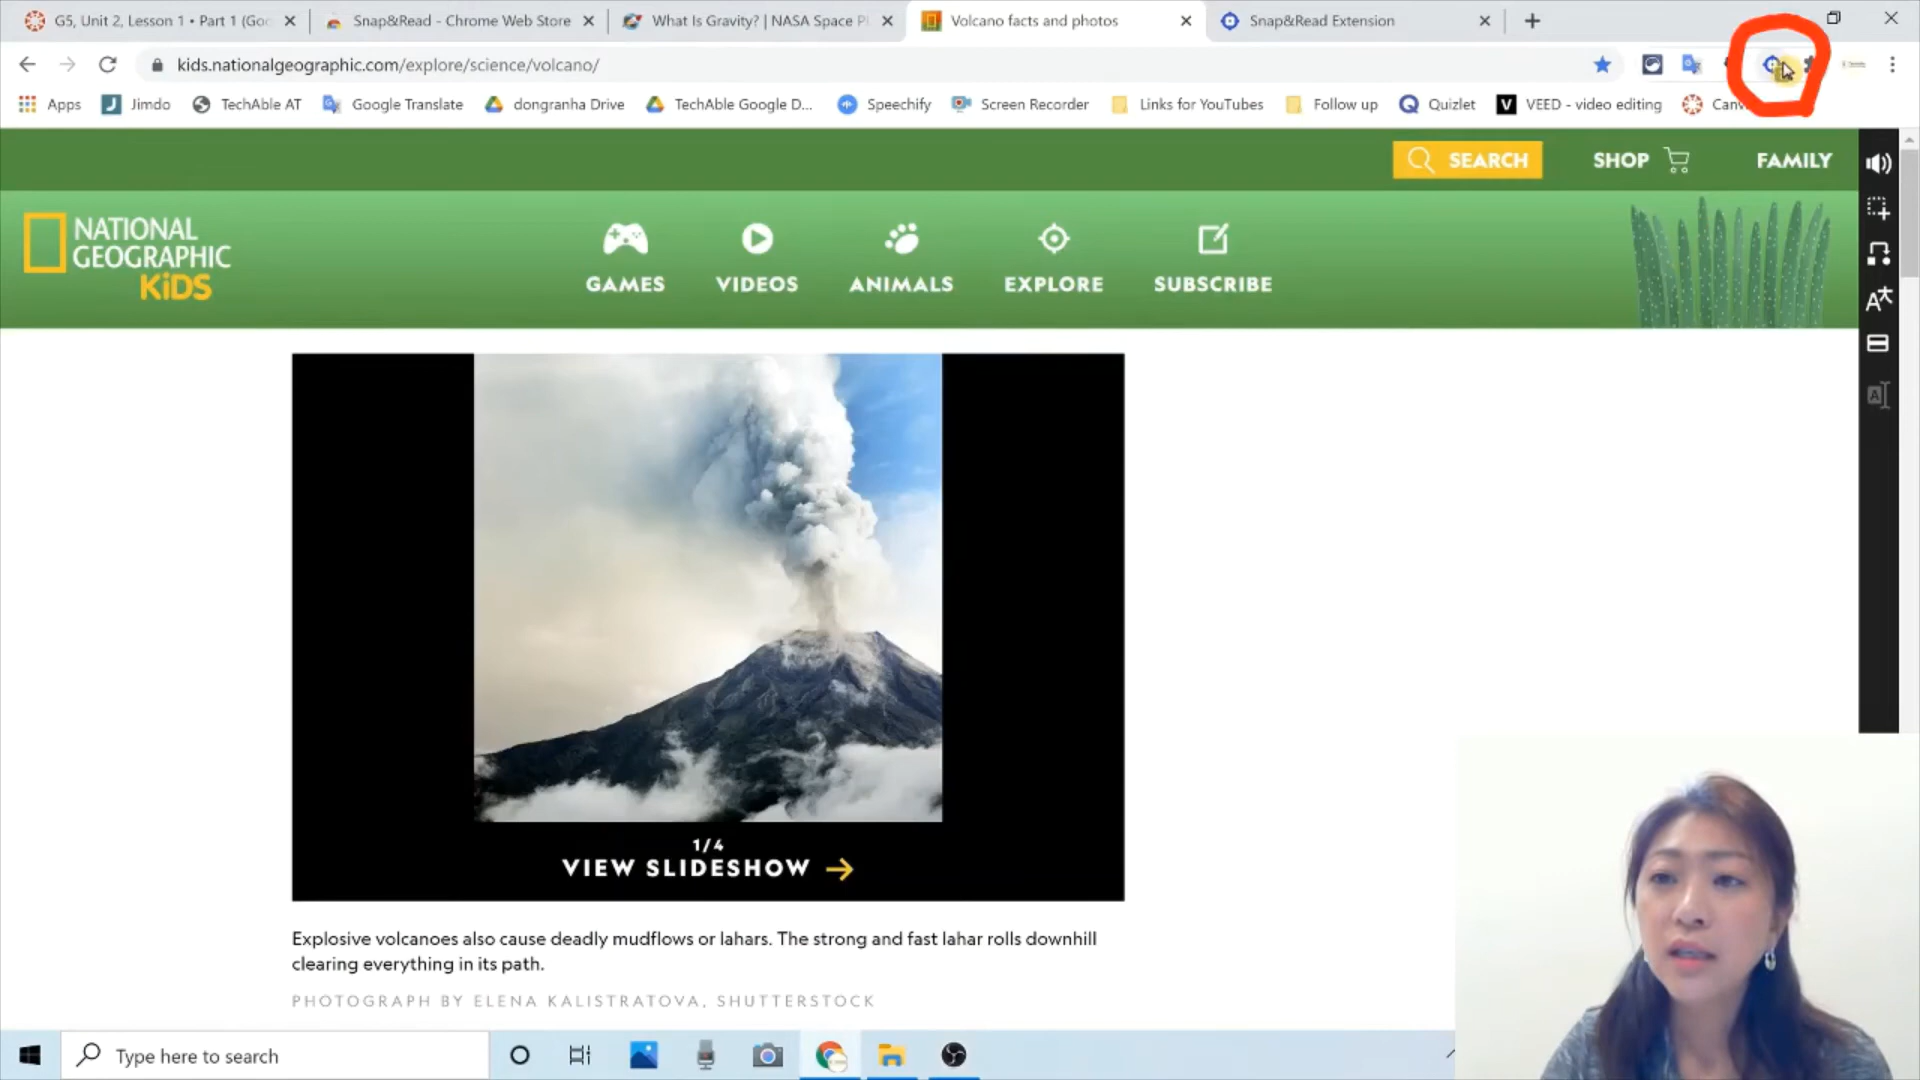 G5, Unit 2, Lesson 1 • Part 1 (Go
Snap&Read - Chrome Web Store
What Is Gravity? | NASA Space Pl
Volcano facts and photos
Snap&Read Extension
kids.nationalgeographic.com/explore/science/volcano/
Apps
Jimdo
TechAble AT
Google Translate
dongranha Drive
TechAble Google D...
Speechify
Screen Recorder
Links for YouTubes
Follow up
Quizlet
VEED - video editing
SEARCH
SHOP
FAMILY
NATIONAL
GEOGRAPHIC
KiDS
GAMES
VIDEOS
ANIMALS
EXPLORE
SUBSCRIBE
1/4
VIEW SLIDESHOW
Explosive volcanoes also cause deadly mudflows or lahars. The strong and fast lahar rolls downhill
clearing everything in its path.
PHOTOGRAPH BY ELENA KALISTRATOVA, SHUTTERSTOCK
Type here to search